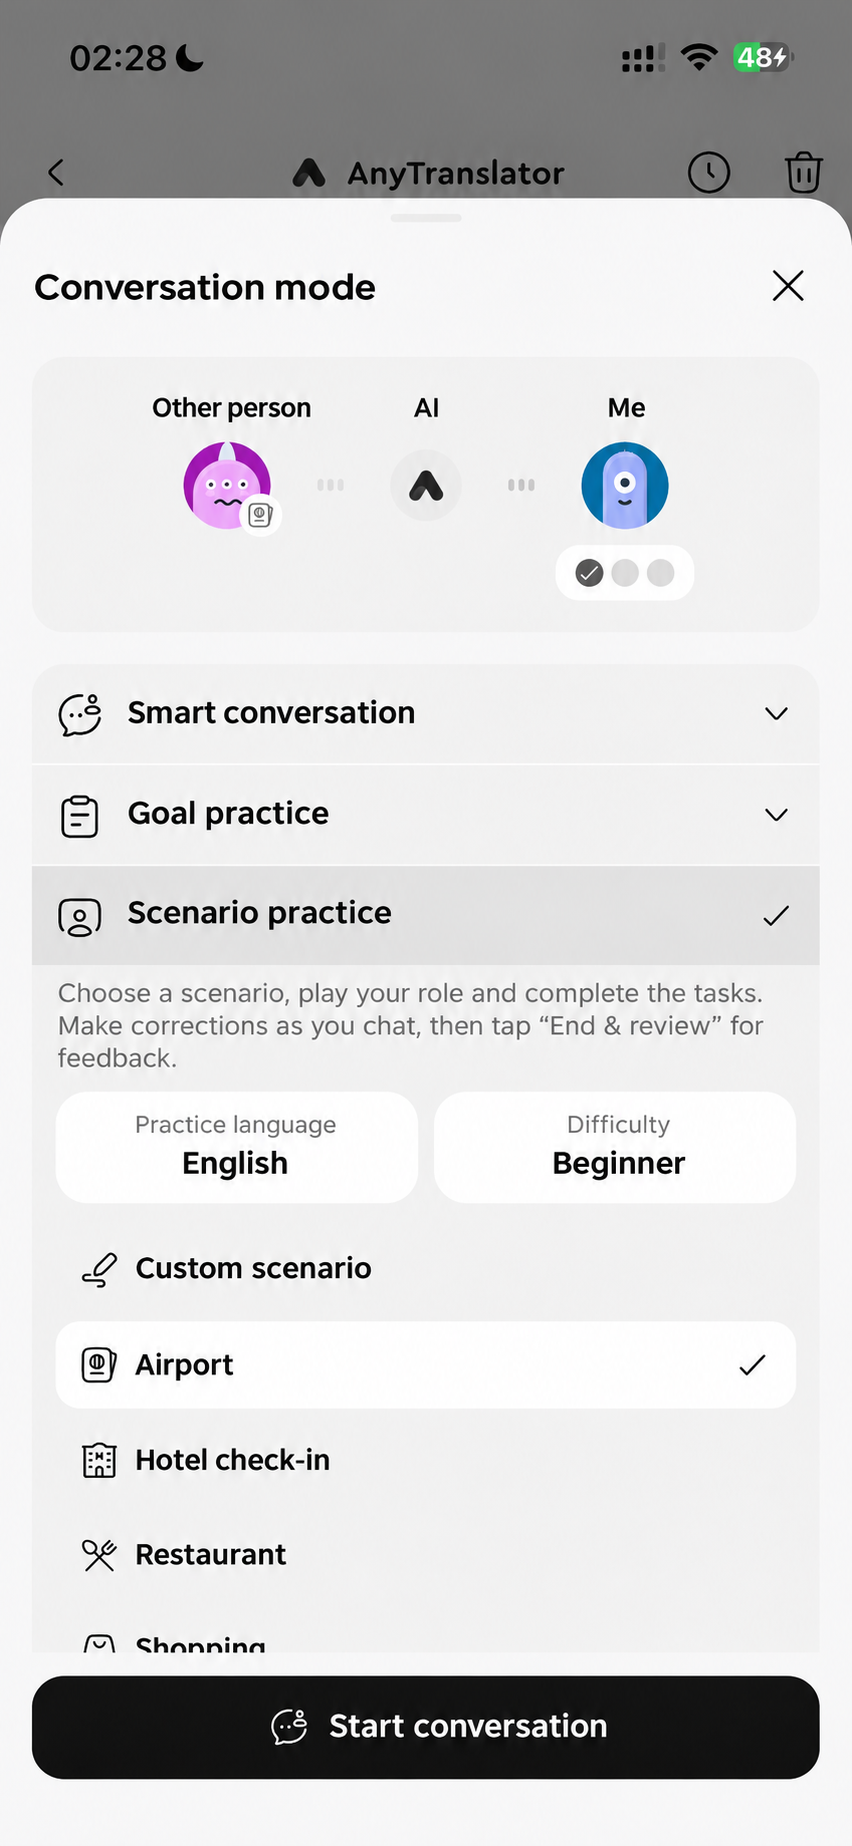 02:28
48
AnyTranslator
Conversation mode
Other person
AI
Me
Smart conversation
Goal practice
Scenario practice
Choose a scenario, play your role and complete the tasks.
Make corrections as you chat, then tap “End & review” for
feedback.
Practice language
English
Difficulty
Beginner
Custom scenario
Airport
Hotel check-in
Restaurant
Shopping
Start conversation